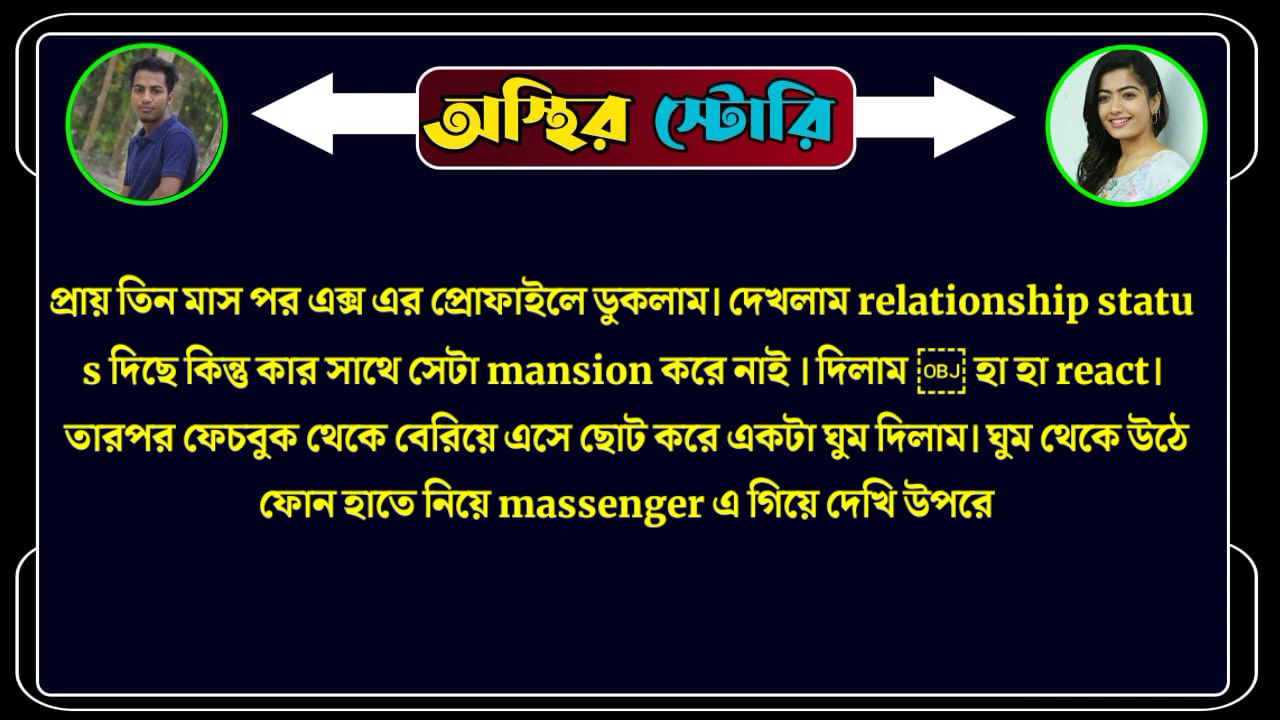 অস্থির স্টোরি
প্রায় তিন মাস পর এক্স এর প্রোফাইলে ডুকলাম। দেখলাম relationship statu
s দিছে কিন্তু কার সাথে সেটা mansion করে নাই । দিলাম ￼ হা হা react।
তারপর ফেচবুক থেকে বেরিয়ে এসে ছোট করে একটা ঘুম দিলাম। ঘুম থেকে উঠে
ফোন হাতে নিয়ে massenger এ গিয়ে দেখি উপরে